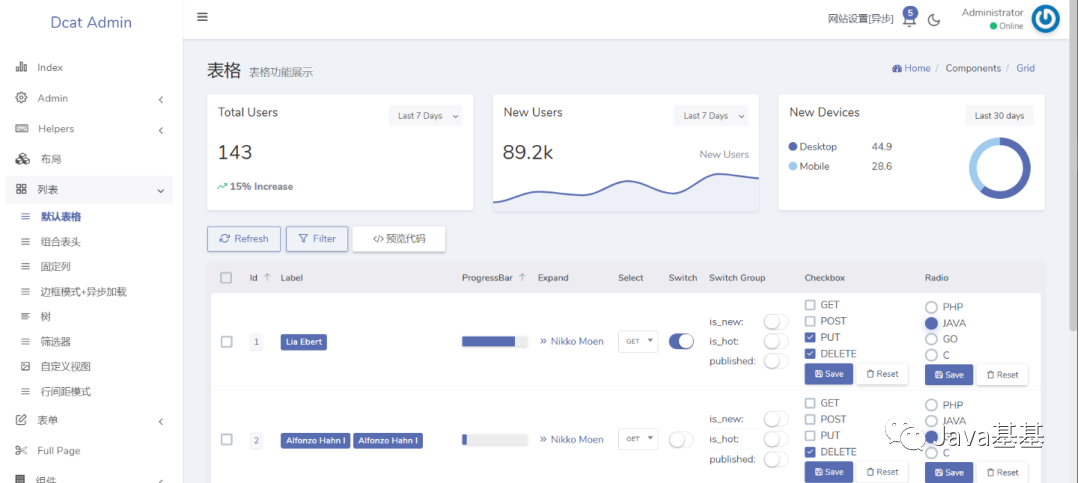 Dcat Admin
网站设置[异步]
5
Administrator
Online
Index
Admin
Helpers
布局
列表
默认表格
组合表头
固定列
边框模式+异步加载
树
筛选器
自定义视图
行间距模式
表单
Full Page
组件
表格 表格功能展示
Home / Components / Grid
Total Users
Last 7 Days
143
15% Increase
New Users
Last 7 Days
89.2k
New Users
New Devices
Last 30 days
Desktop 44.9
Mobile 28.6
Refresh
Filter
预览代码
Id Label ProgressBar Expand Select Switch Switch Group Checkbox Radio
1
Lia Ebert
Nikko Moen
GET
is_new:
is_hot:
published:
GET
POST
PUT
DELETE
Save Reset
PHP
JAVA
GO
C
Save Reset
2
Alfonzo Hahn I Alfonzo Hahn I
Nikko Moen
GET
is_new:
is_hot:
published:
GET
POST
PUT
DELETE
Save Reset
PHP
JAVA
C
Save Reset
Java基基